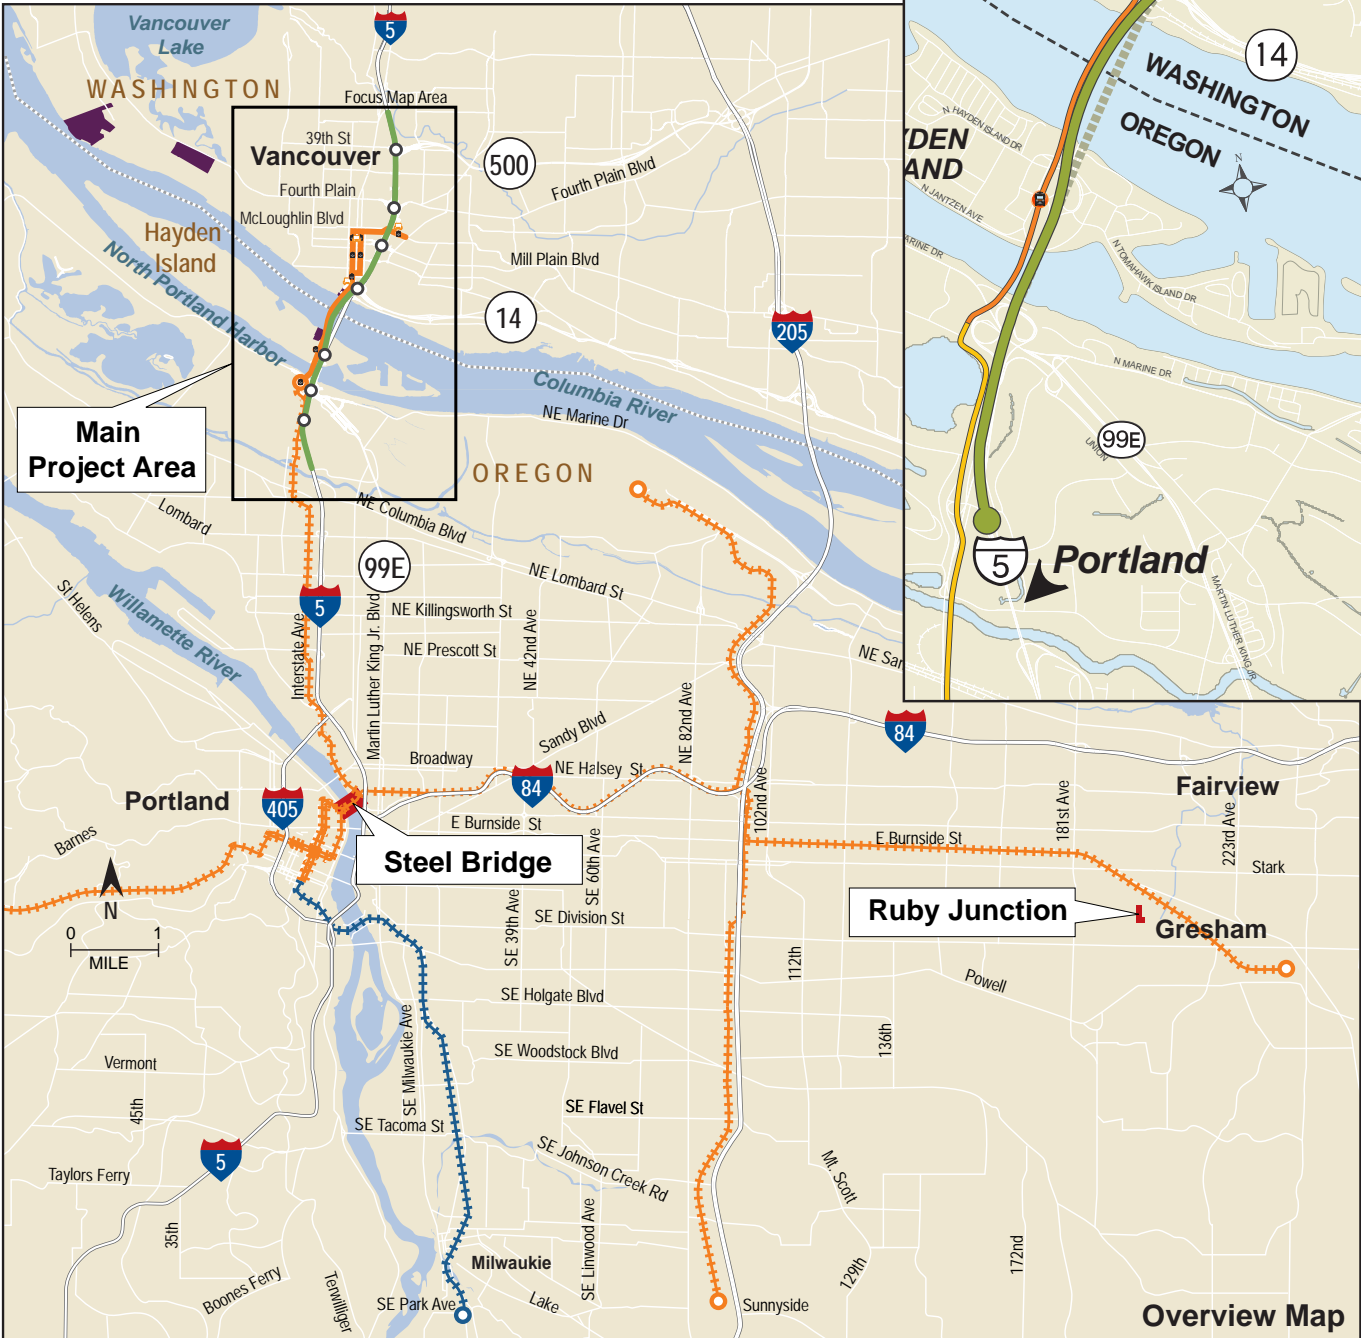 Vancouver
Lake
WASHINGTON
5
Focus Map Area
39th St
Vancouver
500
Fourth Plain
Fourth Plain Blvd
McLoughlin Blvd
Hayden
Island
Mill Plain Blvd
North Portland Harbor
14
205
Columbia River
NE Marine Dr
Main
Project Area
OREGON
Lombard
NE Columbia Blvd
99E
NE Lombard St
St Helens
Willamette River
5
Interstate Ave
Martin Luther King Jr. Blvd
NE Killingsworth St
NE Prescott St
NE 42nd Ave
NE San
NE 82nd Ave
Sandy Blvd
Broadway
NE Halsey St
84
84
Portland
405
102nd Ave
181st Ave
Fairview
223rd Ave
Barnes
E Burnside St
E Burnside St
Stark
Steel Bridge
SE 60th Ave
SE 39th Ave
N
0 1
MILE
SE Division St
Ruby Junction
Gresham
112th
Powell
SE Holgate Blvd
136th
SE Milwaukie Ave
SE Woodstock Blvd
Vermont
45th
SE Flavel St
SE Tacoma St
SE Johnson Creek Rd
5
Taylors Ferry
Mt. Scott
35th
SE Linwood Ave
172nd
129th
Milwaukie
Boones Ferry
Terwilliger
SE Park Ave
Lake
Sunnyside
Overview Map
14
WASHINGTON
OREGON
N
N HAYDEN ISLAND DR
YDEN
AND
N JANTZEN AVE
ARINE DR
N TOMAHAWK ISLAND DR
N MARINE DR
99E
UNION
5
Portland
MARTIN LUTHER KING JR